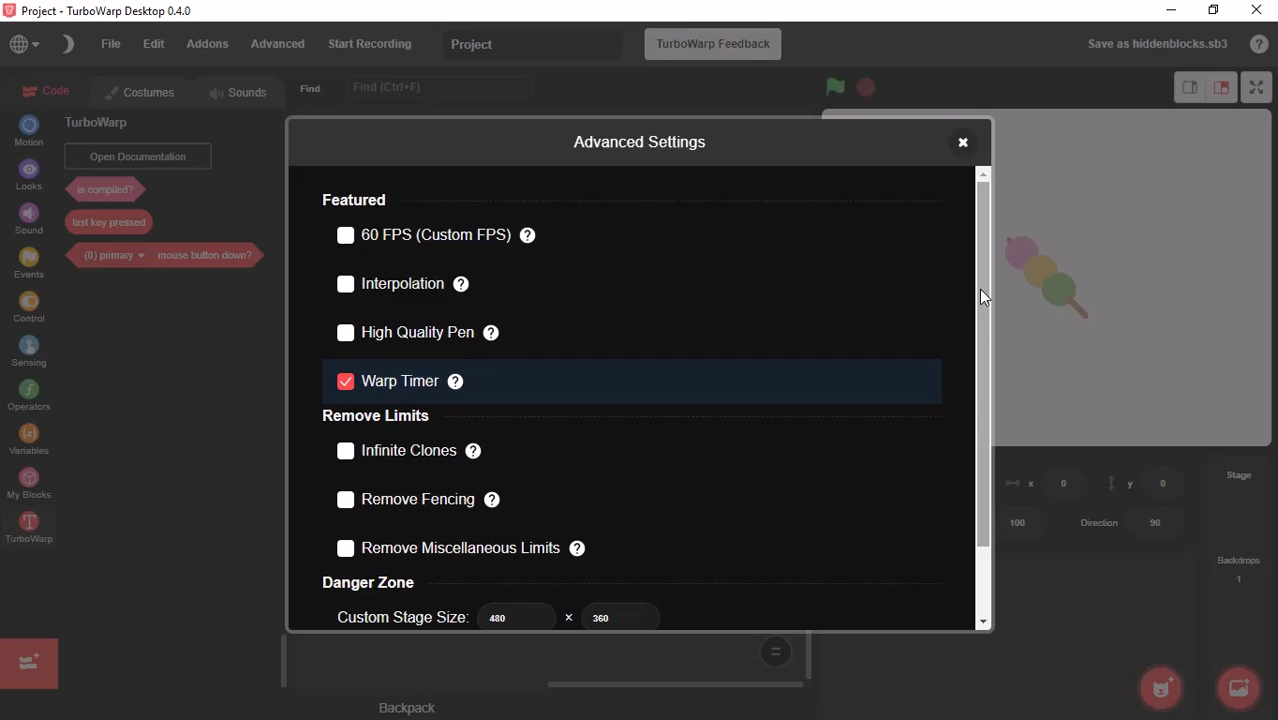 Project - TurboWarp Desktop 0.4.0
File Edit Addons Advanced Start Recording Project TurboWarp Feedback Save as hiddenblocks.sb3 ?
Code Costumes Sounds Find Find (Ctrl+F)
Motion
Looks
Sound
Events
Control
Sensing
Operators
Variables
My Blocks
TurboWarp
TurboWarp
Open Documentation
is compiled?
last key pressed
(0) primary mouse button down?
Advanced Settings
Featured
60 FPS (Custom FPS) ?
Interpolation ?
High Quality Pen ?
Warp Timer ?
Remove Limits
Infinite Clones ?
Remove Fencing ?
Remove Miscellaneous Limits ?
Danger Zone
Custom Stage Size: 480 × 360
x 0 y 0
100 Direction 90
Stage
Backdrops
1
Backpack